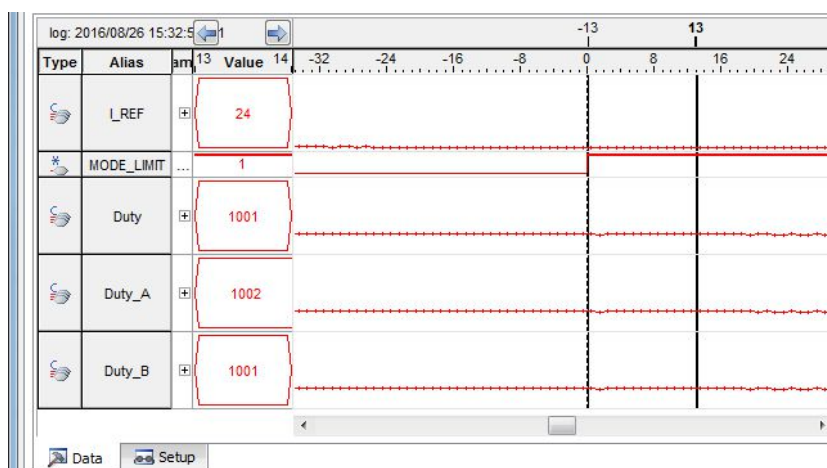 log: 2016/08/26 15:32:5 1
-13 13
Type Alias am 13 Value 14 -32 -24 -16 -8 0 8 16 24
I_REF 24
MODE_LIMIT ... 1
Duty 1001
Duty_A 1002
Duty_B 1001
Data Setup